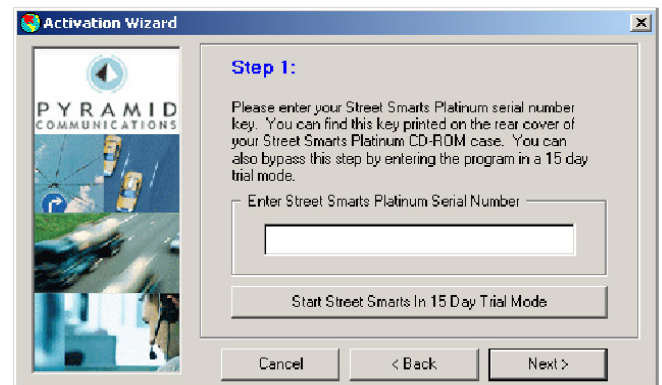 Activation Wizard
PYRAMID
COMMUNICATIONS
Step 1:
Please enter your Street Smarts Platinum serial number
key. You can find this key printed on the rear cover of
your Street Smarts Platinum CD-ROM case. You can
also bypass this step by entering the program in a 15 day
trial mode.
Enter Street Smarts Platinum Serial Number
Start Street Smarts In 15 Day Trial Mode
Cancel
< Back
Next >